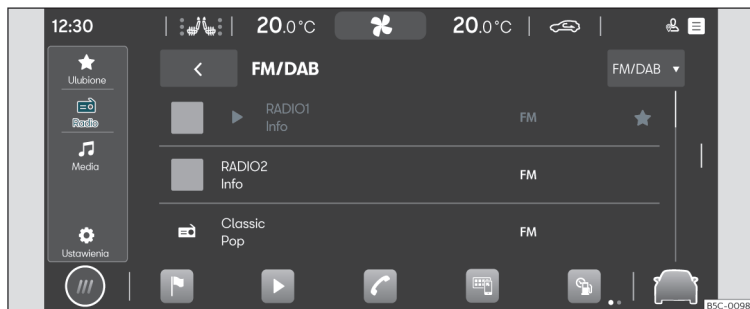 12:30
20.0°C
20.0°C
Ulubione
Radio
Media
Ustawienia
FM/DAB
FM/DAB
RADIO1
Info
FM
RADIO2
Info
FM
Classic
Pop
FM
B5C-0098